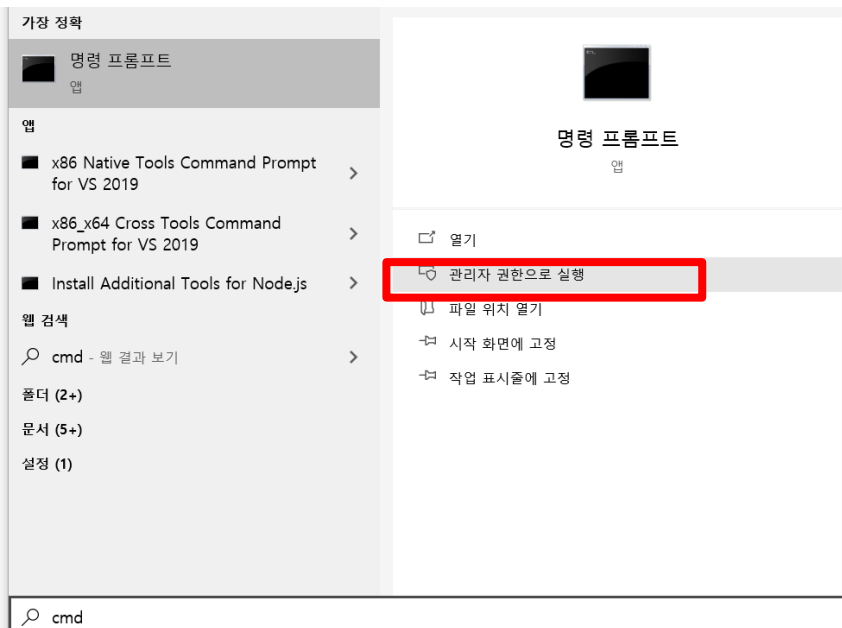 가장 정확
명령 프롬프트
앱
앱
x86 Native Tools Command Prompt
for VS 2019
x86_x64 Cross Tools Command
Prompt for VS 2019
Install Additional Tools for Node.js
웹 검색
cmd - 웹 결과 보기
폴더 (2+)
문서 (5+)
설정 (1)
명령 프롬프트
앱
열기
관리자 권한으로 실행
파일 위치 열기
시작 화면에 고정
작업 표시줄에 고정
cmd